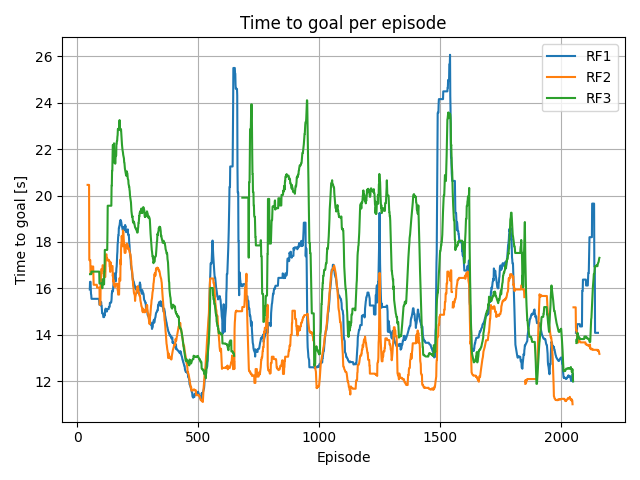 Time to goal per episode
RF1
RF2
RF3
Time to goal [s]
26
24
22
20
18
16
14
12
0
500
1000
1500
2000
Episode